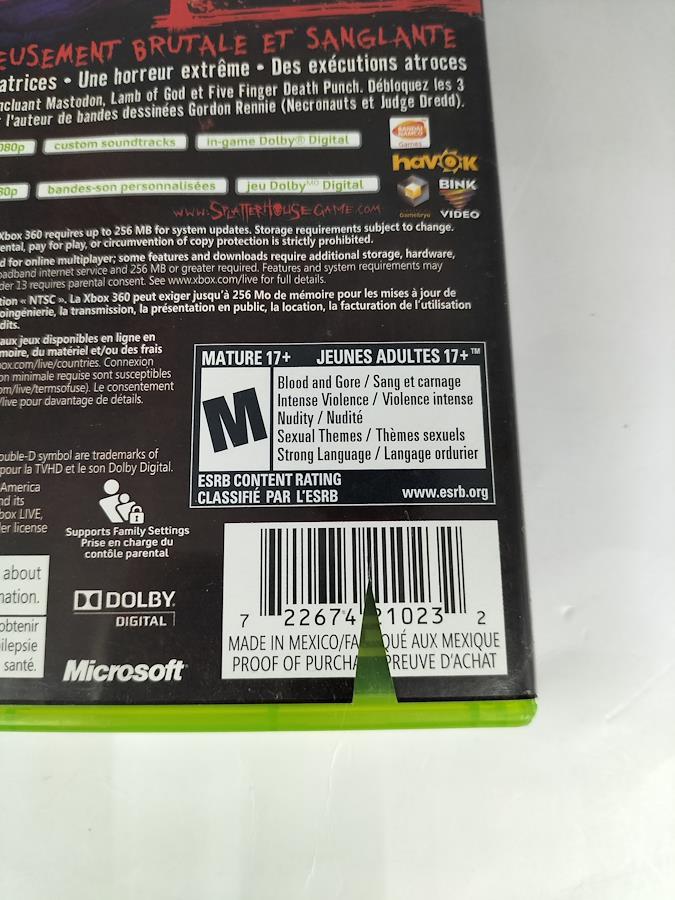 EUSEMENT BRUTALE ET SANGLANTE
atrices • Une horreur extrême • Des exécutions atroces
ncluant Mastodon, Lamb of God et Five Finger Death Punch. Débloquez les 3
l'auteur de bandes dessinées Gordon Rennie (Necronauts et Judge Dredd).
080p custom soundtracks in-game Dolby® Digital
80p bandes-son personnalisées jeu DolbyMD Digital
BANDAI NAMCO Games
havok
Gamebryo
BINK VIDEO
www.SplatterHouseGame.com
Xbox 360 requires up to 256 MB for system updates. Storage requirements subject to change.
ental, pay for play, or circumvention of copy protection is strictly prohibited.
d for online multiplayer; some features and downloads require additional storage, hardware,
oadband internet service and 256 MB or greater required. Features and system requirements may
der 13 requires parental consent. See www.xbox.com/live for full details.
tion « NTSC ». La Xbox 360 peut exiger jusqu'à 256 Mo de mémoire pour les mises à jour de
oingénierie, la transmission, la présentation en public, la location, la facturation de l'utilisation
dits.
aux jeux disponibles en ligne en
moire, du matériel et/ou des frais
ox.com/live/countries. Connexion
on minimale requise sont susceptibles
om/live/termsofuse). Le consentement
/live pour davantage de détails.
MATURE 17+ JEUNES ADULTES 17+™
M
Blood and Gore / Sang et carnage
Intense Violence / Violence intense
Nudity / Nudité
Sexual Themes / Thèmes sexuels
Strong Language / Langage ordurier
ESRB CONTENT RATING
CLASSIFIÉ PAR L'ESRB www.esrb.org
ouble-D symbol are trademarks of
pour la TVHD et le son Dolby Digital.
America
nd its
box LIVE,
er license
Supports Family Settings
Prise en charge du
contôle parental
about
mation.
obtenir
ilepsie
santé.
DOLBY
DIGITAL
Microsoft
7 22674 21023 2
MADE IN MEXICO/FA QUÉ AUX MEXIQUE
PROOF OF PURCHA PREUVE D'ACHAT